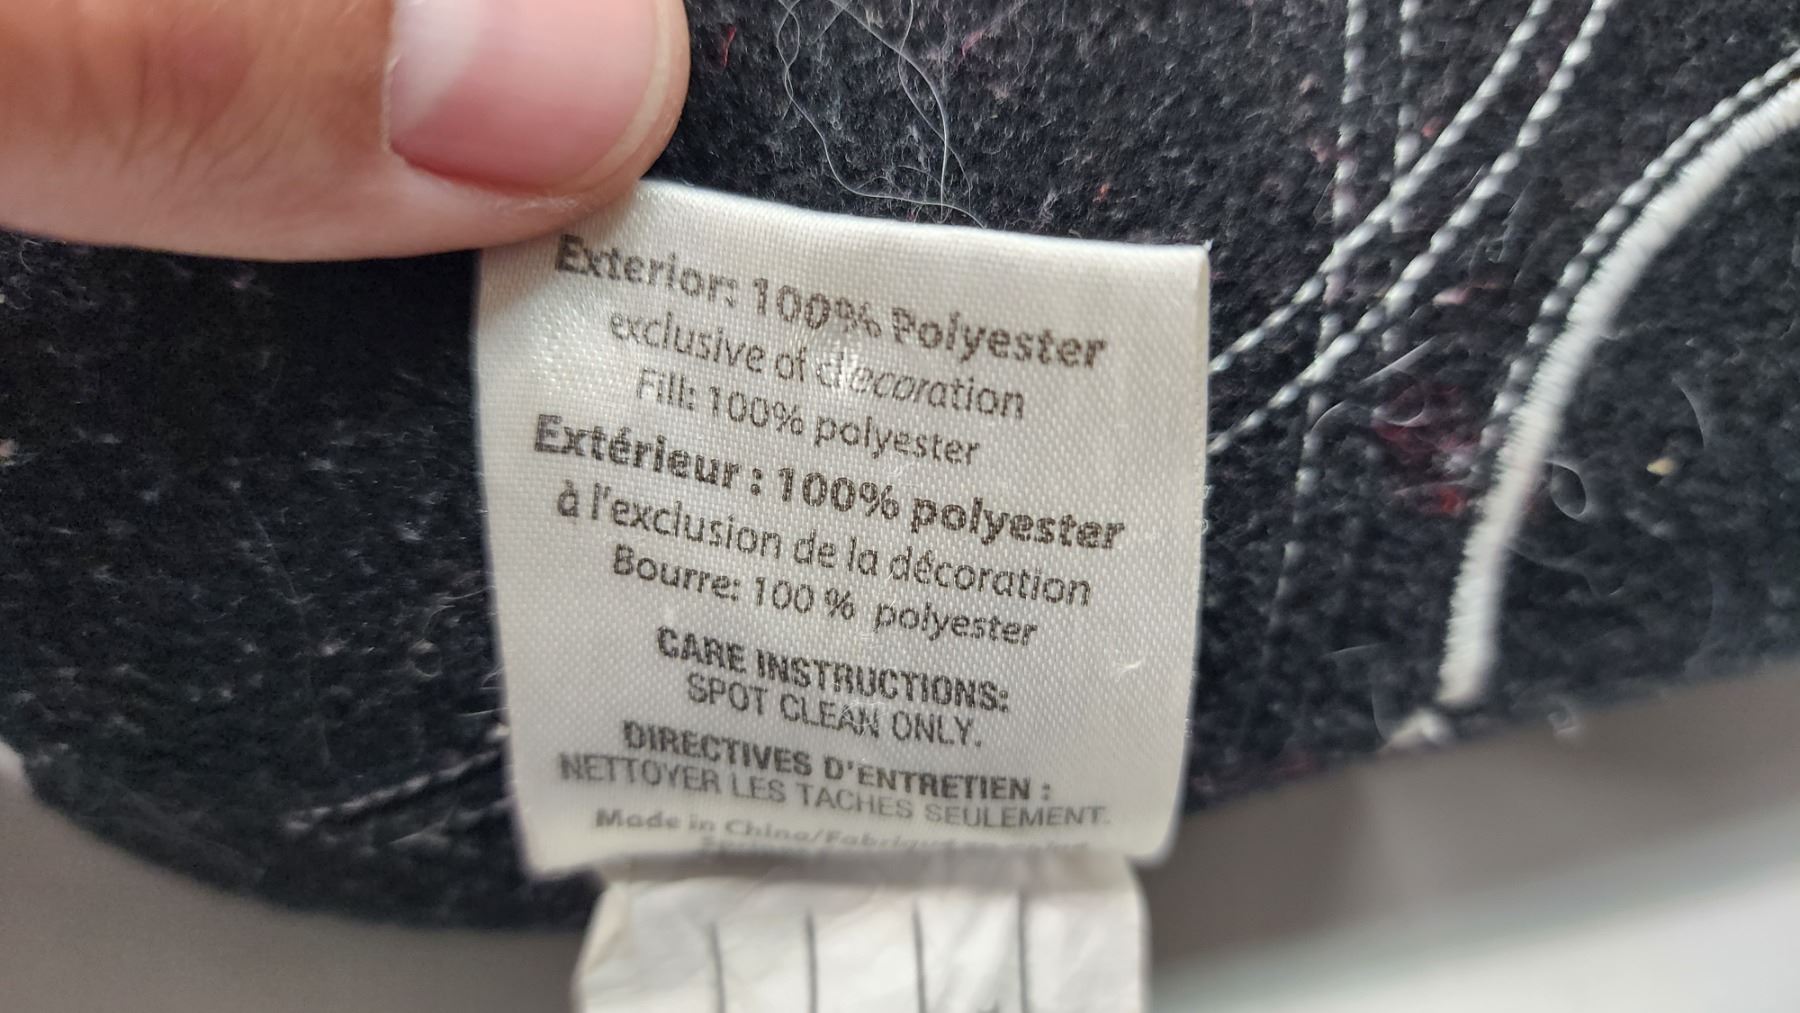 Exterior: 100% Polyester
exclusive of decoration
Fill: 100% polyester
Extérieur : 100% polyester
à l'exclusion de la décoration
Bourre: 100 % polyester
CARE INSTRUCTIONS:
SPOT CLEAN ONLY.
DIRECTIVES D'ENTRETIEN :
NETTOYER LES TACHES SEULEMENT.
Made in China/Fabriqué